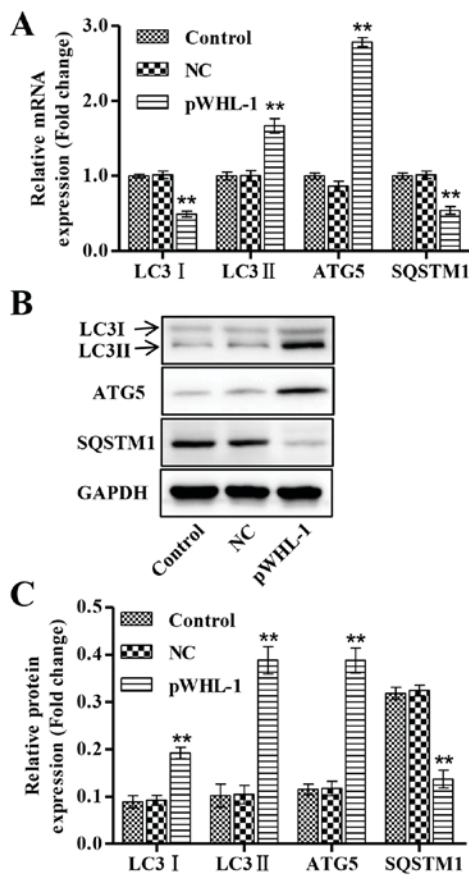 A
Relative mRNA
expression (Fold change)
3.0
2.0
1.0
0.0
Control
NC
pWHL-1
**
**
**
**
LC3 Ⅰ
LC3 Ⅱ
ATG5
SQSTM1
B
LC3I
LC3II
ATG5
SQSTM1
GAPDH
Control
NC
pWHL-1
C
Relative protein
expression (Fold change)
0.5
0.4
0.3
0.2
0.1
0.0
Control
NC
pWHL-1
**
**
**
**
LC3 Ⅰ
LC3 Ⅱ
ATG5
SQSTM1